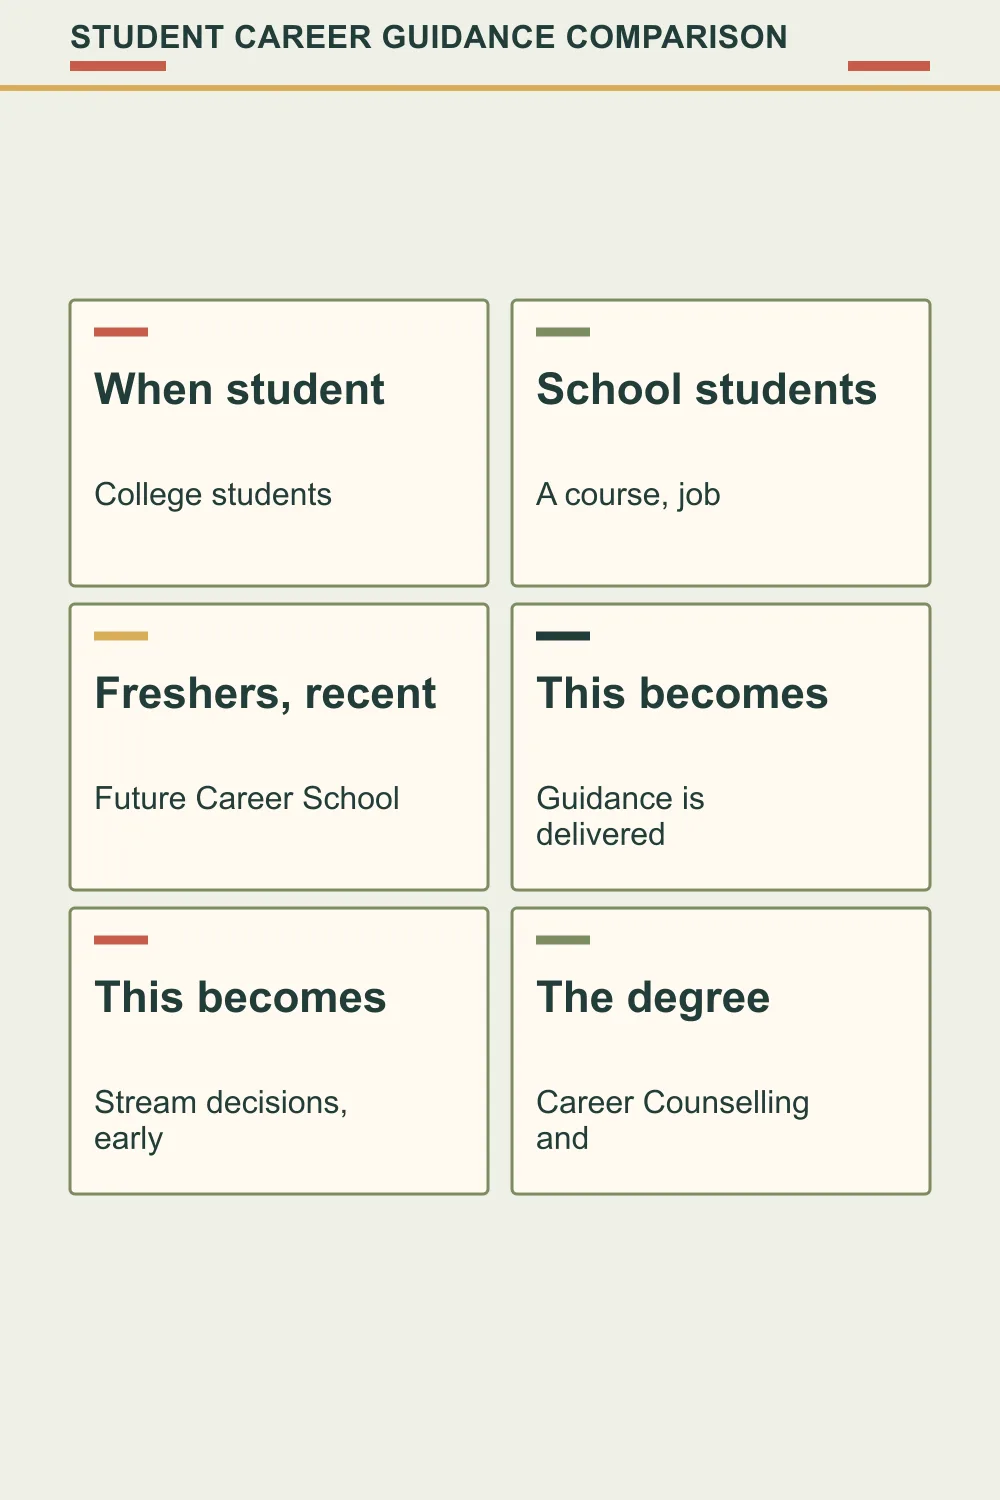 STUDENT CAREER GUIDANCE COMPARISON
When student
College students
School students
A course, job
Freshers, recent
Future Career School
This becomes
Guidance is
delivered
This becomes
Stream decisions,
early
The degree
Career Counselling
and